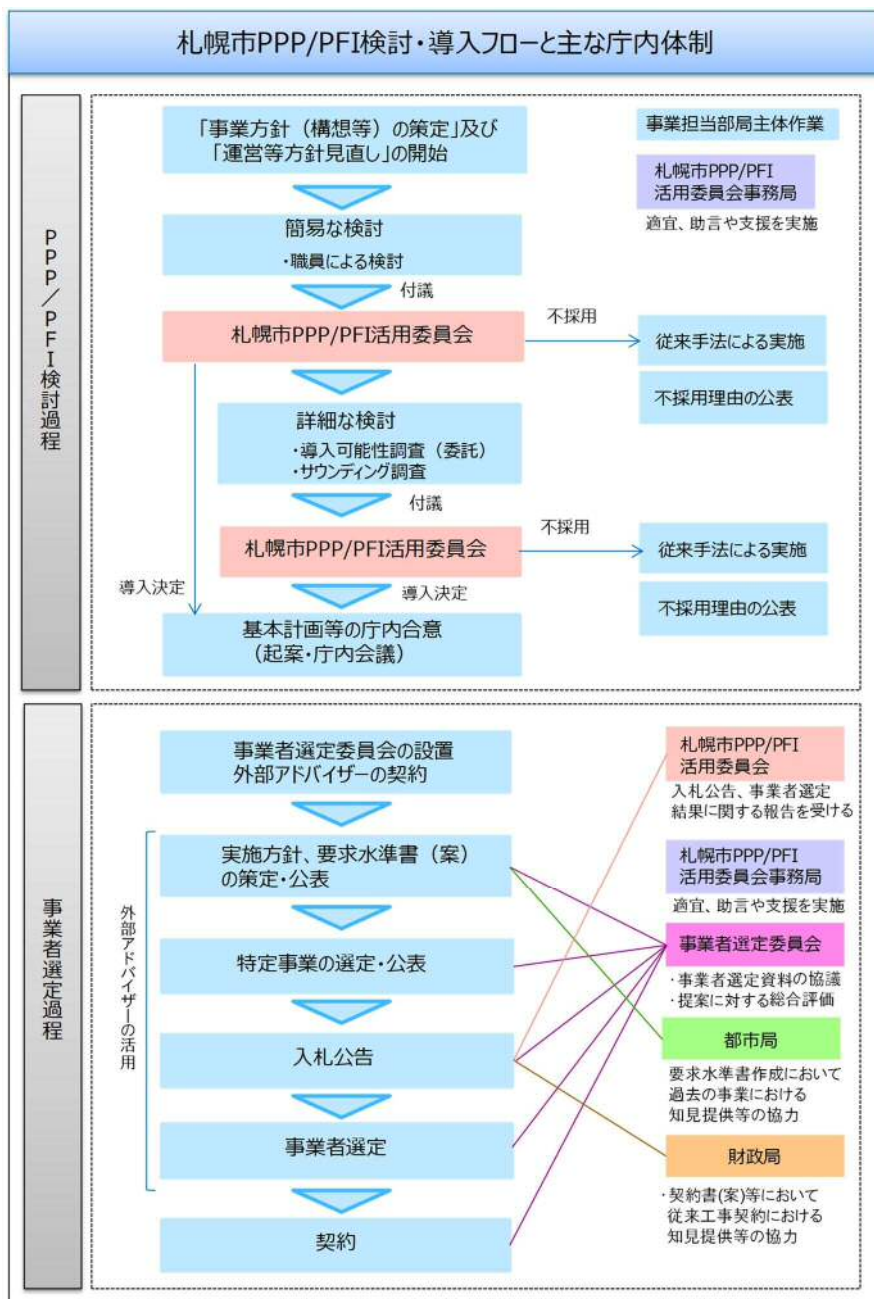 札幌市PPP/PFI検討・導入フローと主な庁内体制
PPP/PFI検討過程
「事業方針（構想等）の策定」及び
「運営等方針見直し」の開始
事業担当部局主体作業
札幌市PPP/PFI
活用委員会事務局
適宜、助言や支援を実施
簡易な検討
・職員による検討
付議
札幌市PPP/PFI活用委員会
不採用
従来手法による実施
不採用理由の公表
詳細な検討
・導入可能性調査（委託）
・サウンディング調査
付議
札幌市PPP/PFI活用委員会
不採用
従来手法による実施
不採用理由の公表
導入決定
導入決定
基本計画等の庁内合意
（起案・庁内会議）
事業者選定過程
事業者選定委員会の設置
外部アドバイザーの契約
外部アドバイザーの活用
実施方針、要求水準書（案）
の策定・公表
特定事業の選定・公表
入札公告
事業者選定
契約
札幌市PPP/PFI
活用委員会
入札公告、事業者選定
結果に関する報告を受ける
札幌市PPP/PFI
活用委員会事務局
適宜、助言や支援を実施
事業者選定委員会
・事業者選定資料の協議
・提案に対する総合評価
都市局
要求水準書作成において
過去の事業における
知見提供等の協力
財政局
・契約書(案)等において
従来工事契約における
知見提供等の協力